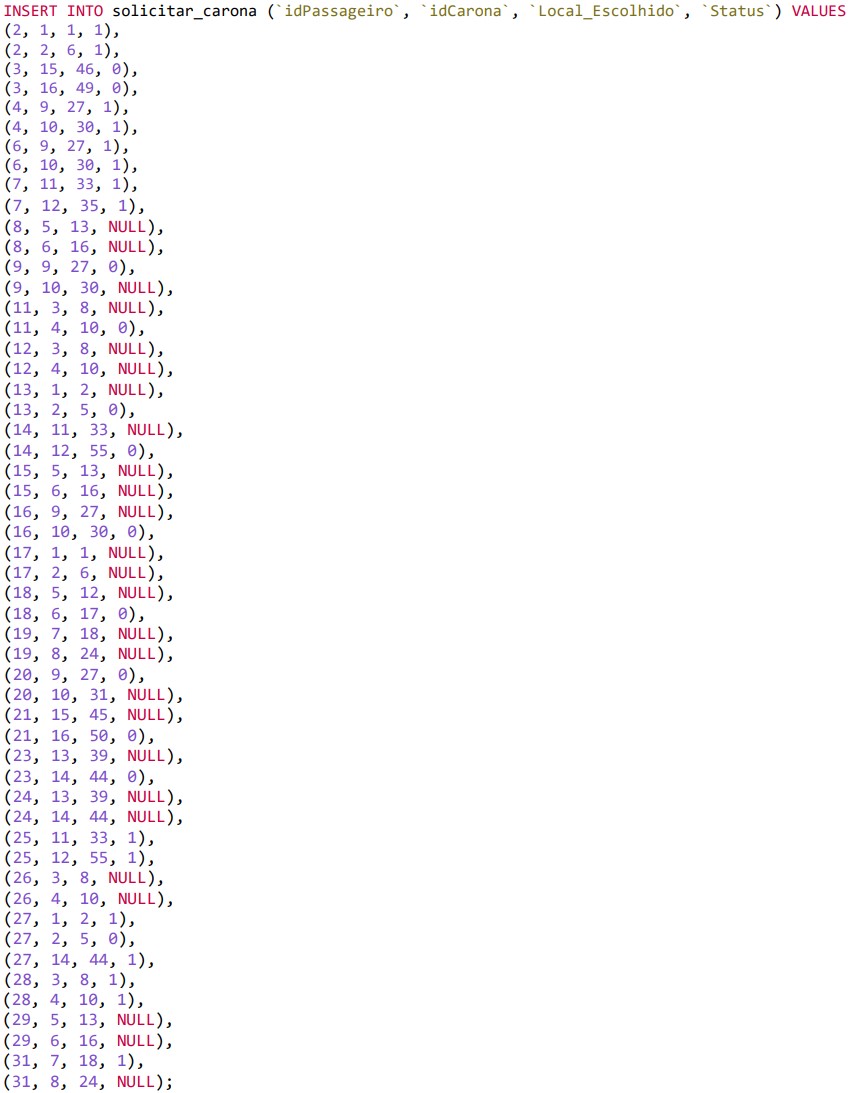 INSERT INTO solicitar_carona (`idPassageiro`, `idCarona`, `Local_Escolhido`, `Status`) VALUES
(2, 1, 1, 1),
(2, 2, 6, 1),
(3, 15, 46, 0),
(3, 16, 49, 0),
(4, 9, 27, 1),
(4, 10, 30, 1),
(6, 9, 27, 1),
(6, 10, 30, 1),
(7, 11, 33, 1),
(7, 12, 35, 1),
(8, 5, 13, NULL),
(8, 6, 16, NULL),
(9, 9, 27, 0),
(9, 10, 30, NULL),
(11, 3, 8, NULL),
(11, 4, 10, 0),
(12, 3, 8, NULL),
(12, 4, 10, NULL),
(13, 1, 2, NULL),
(13, 2, 5, 0),
(14, 11, 33, NULL),
(14, 12, 55, 0),
(15, 5, 13, NULL),
(15, 6, 16, NULL),
(16, 9, 27, NULL),
(16, 10, 30, 0),
(17, 1, 1, NULL),
(17, 2, 6, NULL),
(18, 5, 12, NULL),
(18, 6, 17, 0),
(19, 7, 18, NULL),
(19, 8, 24, NULL),
(20, 9, 27, 0),
(20, 10, 31, NULL),
(21, 15, 45, NULL),
(21, 16, 50, 0),
(23, 13, 39, NULL),
(23, 14, 44, 0),
(24, 13, 39, NULL),
(24, 14, 44, NULL),
(25, 11, 33, 1),
(25, 12, 55, 1),
(26, 3, 8, NULL),
(26, 4, 10, NULL),
(27, 1, 2, 1),
(27, 2, 5, 0),
(27, 14, 44, 1),
(28, 3, 8, 1),
(28, 4, 10, 1),
(29, 5, 13, NULL),
(29, 6, 16, NULL),
(31, 7, 18, 1),
(31, 8, 24, NULL);